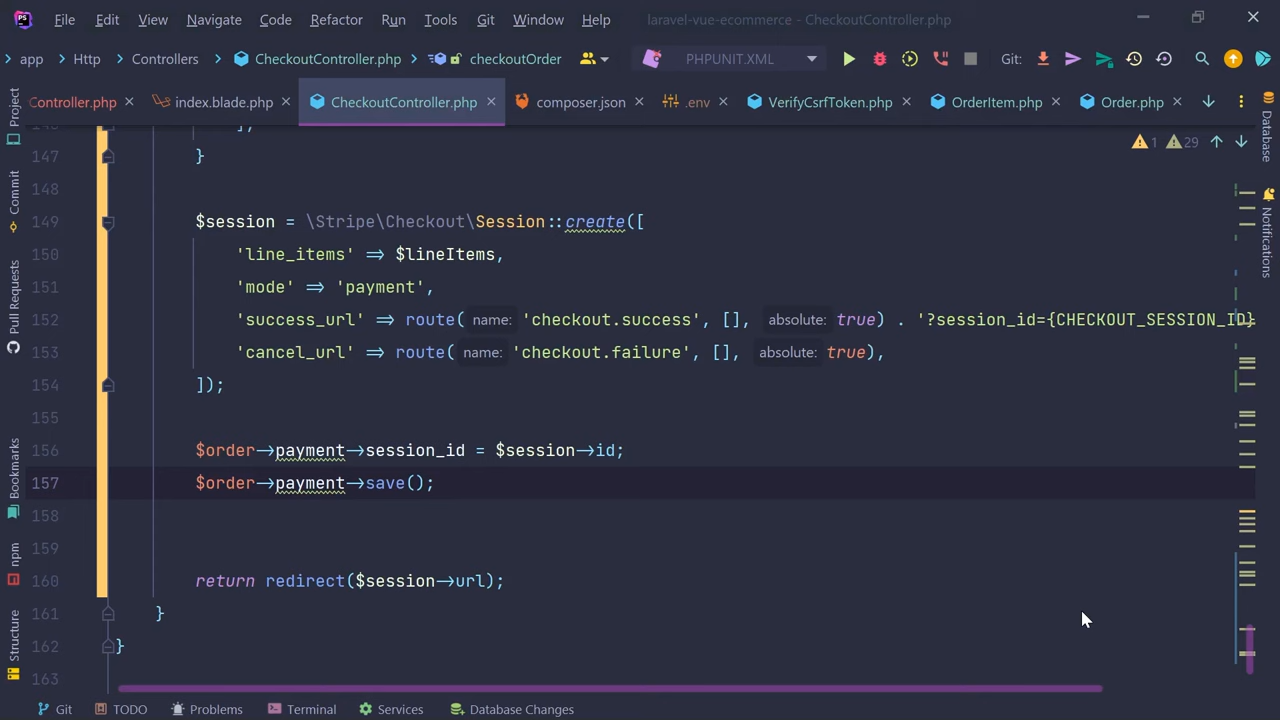 PS File Edit View Navigate Code Refactor Run Tools Git Window Help laravel-vue-ecommerce - CheckoutController.php
app Http Controllers CheckoutController.php checkoutOrder PHPUNIT.XML Git:
Controller.php index.blade.php CheckoutController.php composer.json .env VerifyCsrfToken.php OrderItem.php Order.php
Project
Commit
Pull Requests
Bookmarks
npm
Structure
Database
Notifications
1 29
147 }
148
149 $session = \Stripe\Checkout\Session::create([
150 'line_items' => $lineItems,
151 'mode' => 'payment',
152 'success_url' => route( name: 'checkout.success', [], absolute: true) . '?session_id={CHECKOUT_SESSION_ID}
153 'cancel_url' => route( name: 'checkout.failure', [], absolute: true),
154 ]);
155
156 $order->payment->session_id = $session->id;
157 $order->payment->save();
158
159
160 return redirect($session->url);
161 }
162 }
163
Git TODO Problems Terminal Services Database Changes